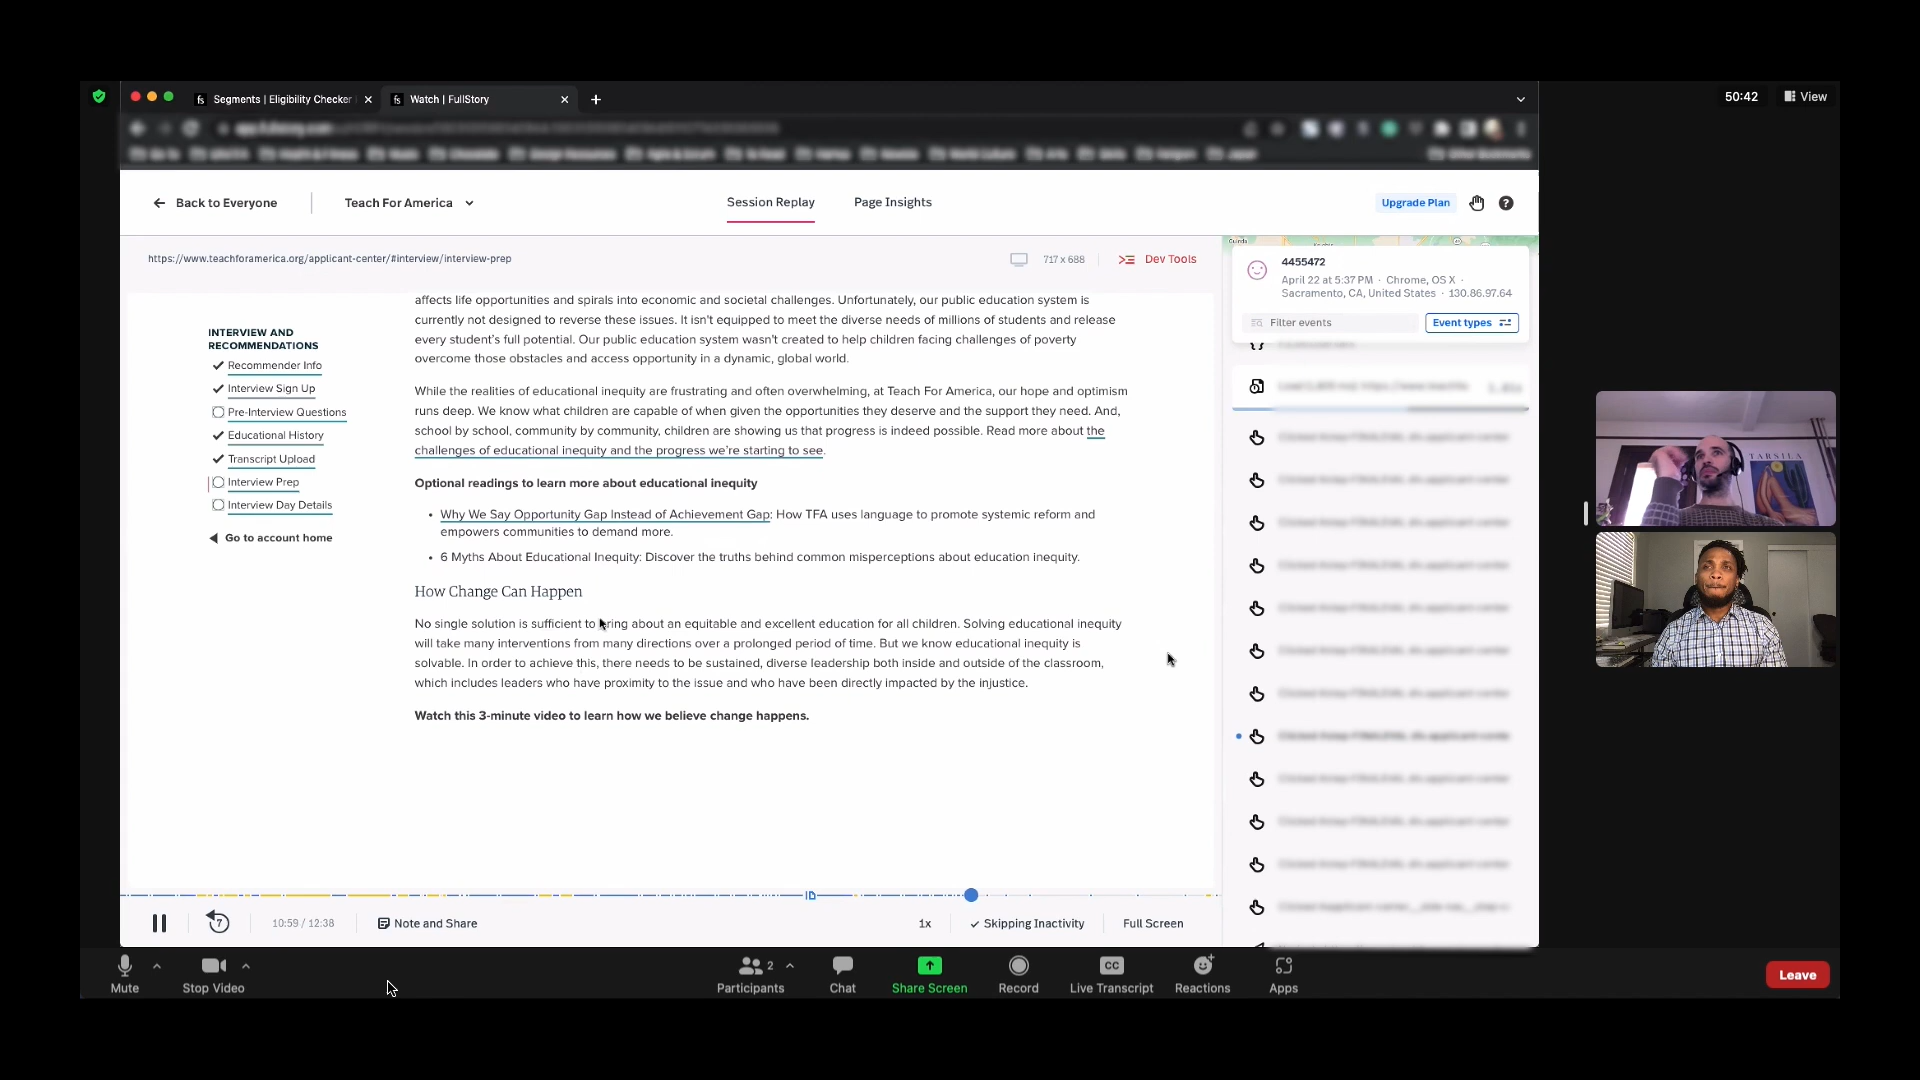 Segments | Eligibility Checker
Watch | FullStory
50:42
View
Back to Everyone
Teach For America
Session Replay
Page Insights
Upgrade Plan
https://www.teachforamerica.org/applicant-center/#interview/interview-prep
717 x 688
Dev Tools
4455472
April 22 at 5:37 PM · Chrome, OS X ·
Sacramento, CA, United States · 130.86.97.64
Filter events
Event types
INTERVIEW AND
RECOMMENDATIONS
Recommender Info
Interview Sign Up
Pre-Interview Questions
Educational History
Transcript Upload
Interview Prep
Interview Day Details
Go to account home
affects life opportunities and spirals into economic and societal challenges. Unfortunately, our public education system is
currently not designed to reverse these issues. It isn't equipped to meet the diverse needs of millions of students and release
every student's full potential. Our public education system wasn't created to help children facing challenges of poverty
overcome those obstacles and access opportunity in a dynamic, global world.
While the realities of educational inequity are frustrating and often overwhelming, at Teach For America, our hope and optimism
runs deep. We know what children are capable of when given the opportunities they deserve and the support they need. And,
school by school, community by community, children are showing us that progress is indeed possible. Read more about the
challenges of educational inequity and the progress we're starting to see.
Optional readings to learn more about educational inequity
• Why We Say Opportunity Gap Instead of Achievement Gap: How TFA uses language to promote systemic reform and
empowers communities to demand more.
• 6 Myths About Educational Inequity: Discover the truths behind common misperceptions about education inequity.
How Change Can Happen
No single solution is sufficient to bring about an equitable and excellent education for all children. Solving educational inequity
will take many interventions from many directions over a prolonged period of time. But we know educational inequity is
solvable. In order to achieve this, there needs to be sustained, diverse leadership both inside and outside of the classroom,
which includes leaders who have proximity to the issue and who have been directly impacted by the injustice.
Watch this 3-minute video to learn how we believe change happens.
TARSILA
7
10:59 / 12:38
Note and Share
1x
Skipping Inactivity
Full Screen
Mute
Stop Video
2
Participants
Chat
Share Screen
Record
CC
Live Transcript
Reactions
Apps
Leave